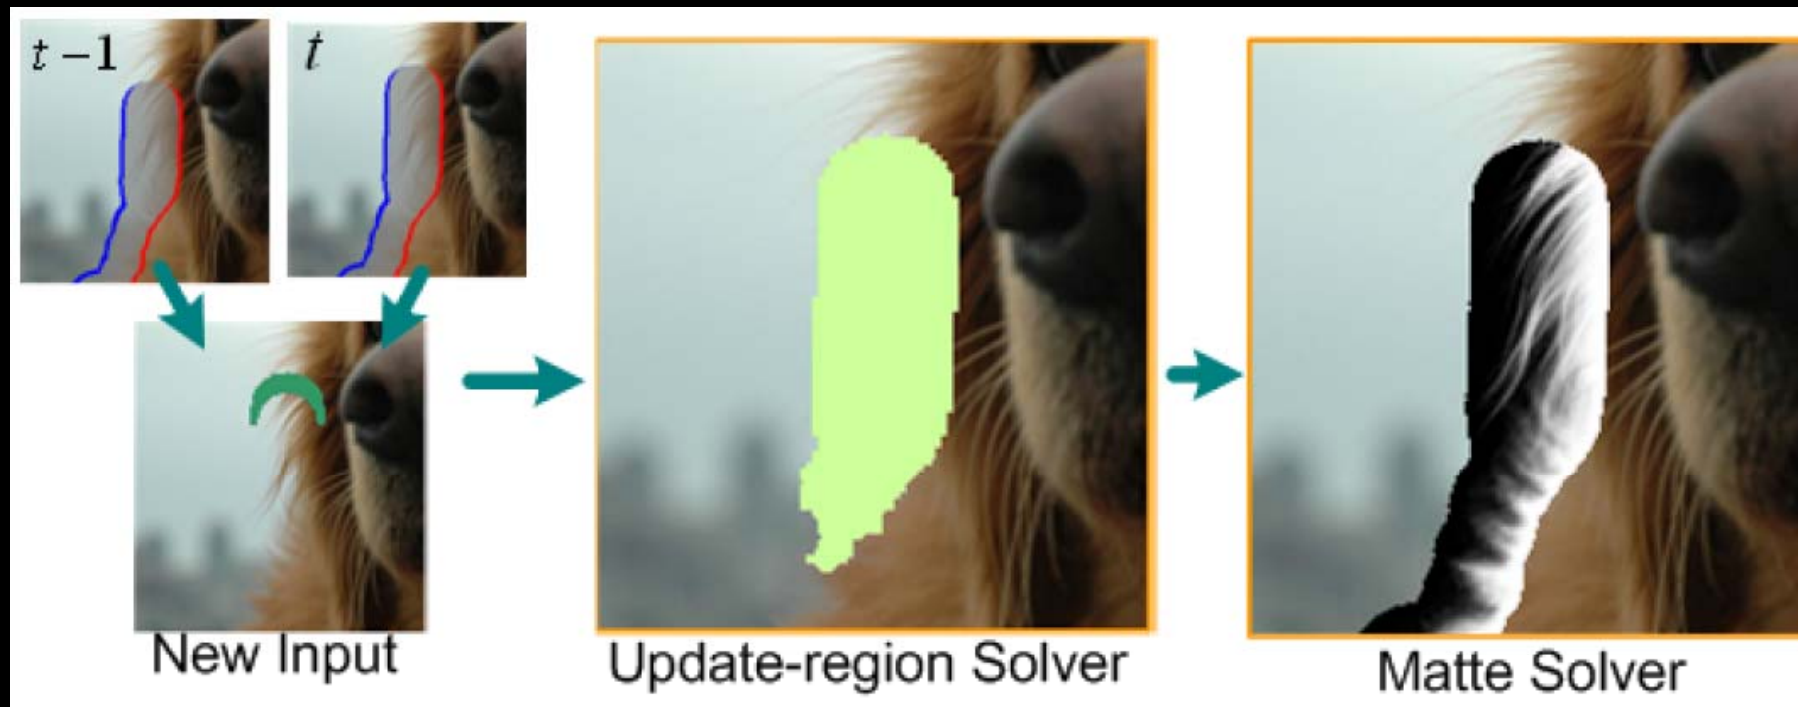 t −1
t
New Input
Update-region Solver
Matte Solver